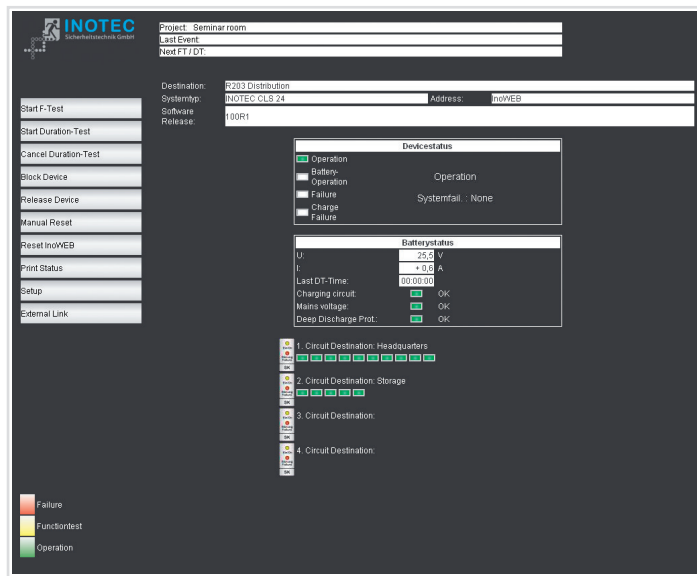 INOTEC
Sicherheitstechnik GmbH
Project: Seminar room
Last Event:
Next FT / DT:
Destination: R203 Distribution
Systemtyp: INOTEC CLS 24 Address: InoWEB
Software Release: 100R1
Start F-Test
Start Duration-Test
Cancel Duration-Test
Block Device
Release Device
Manual Reset
Reset InoWEB
Print Status
Setup
External Link
Devicestatus
Operation
Battery-
Operation
Failure
Charge
Failure
Operation
Systemfail. : None
Batterystatus
U: 25,5 V
I: + 0,6 A
Last DT-Time: 00:00:00
Charging circuit: OK
Mains voltage: OK
Deep Discharge Prot.: OK
1. Circuit Destination: Headquarters
SK
2. Circuit Destination: Storage
SK
3. Circuit Destination:
SK
4. Circuit Destination:
SK
Failure
Functiontest
Operation